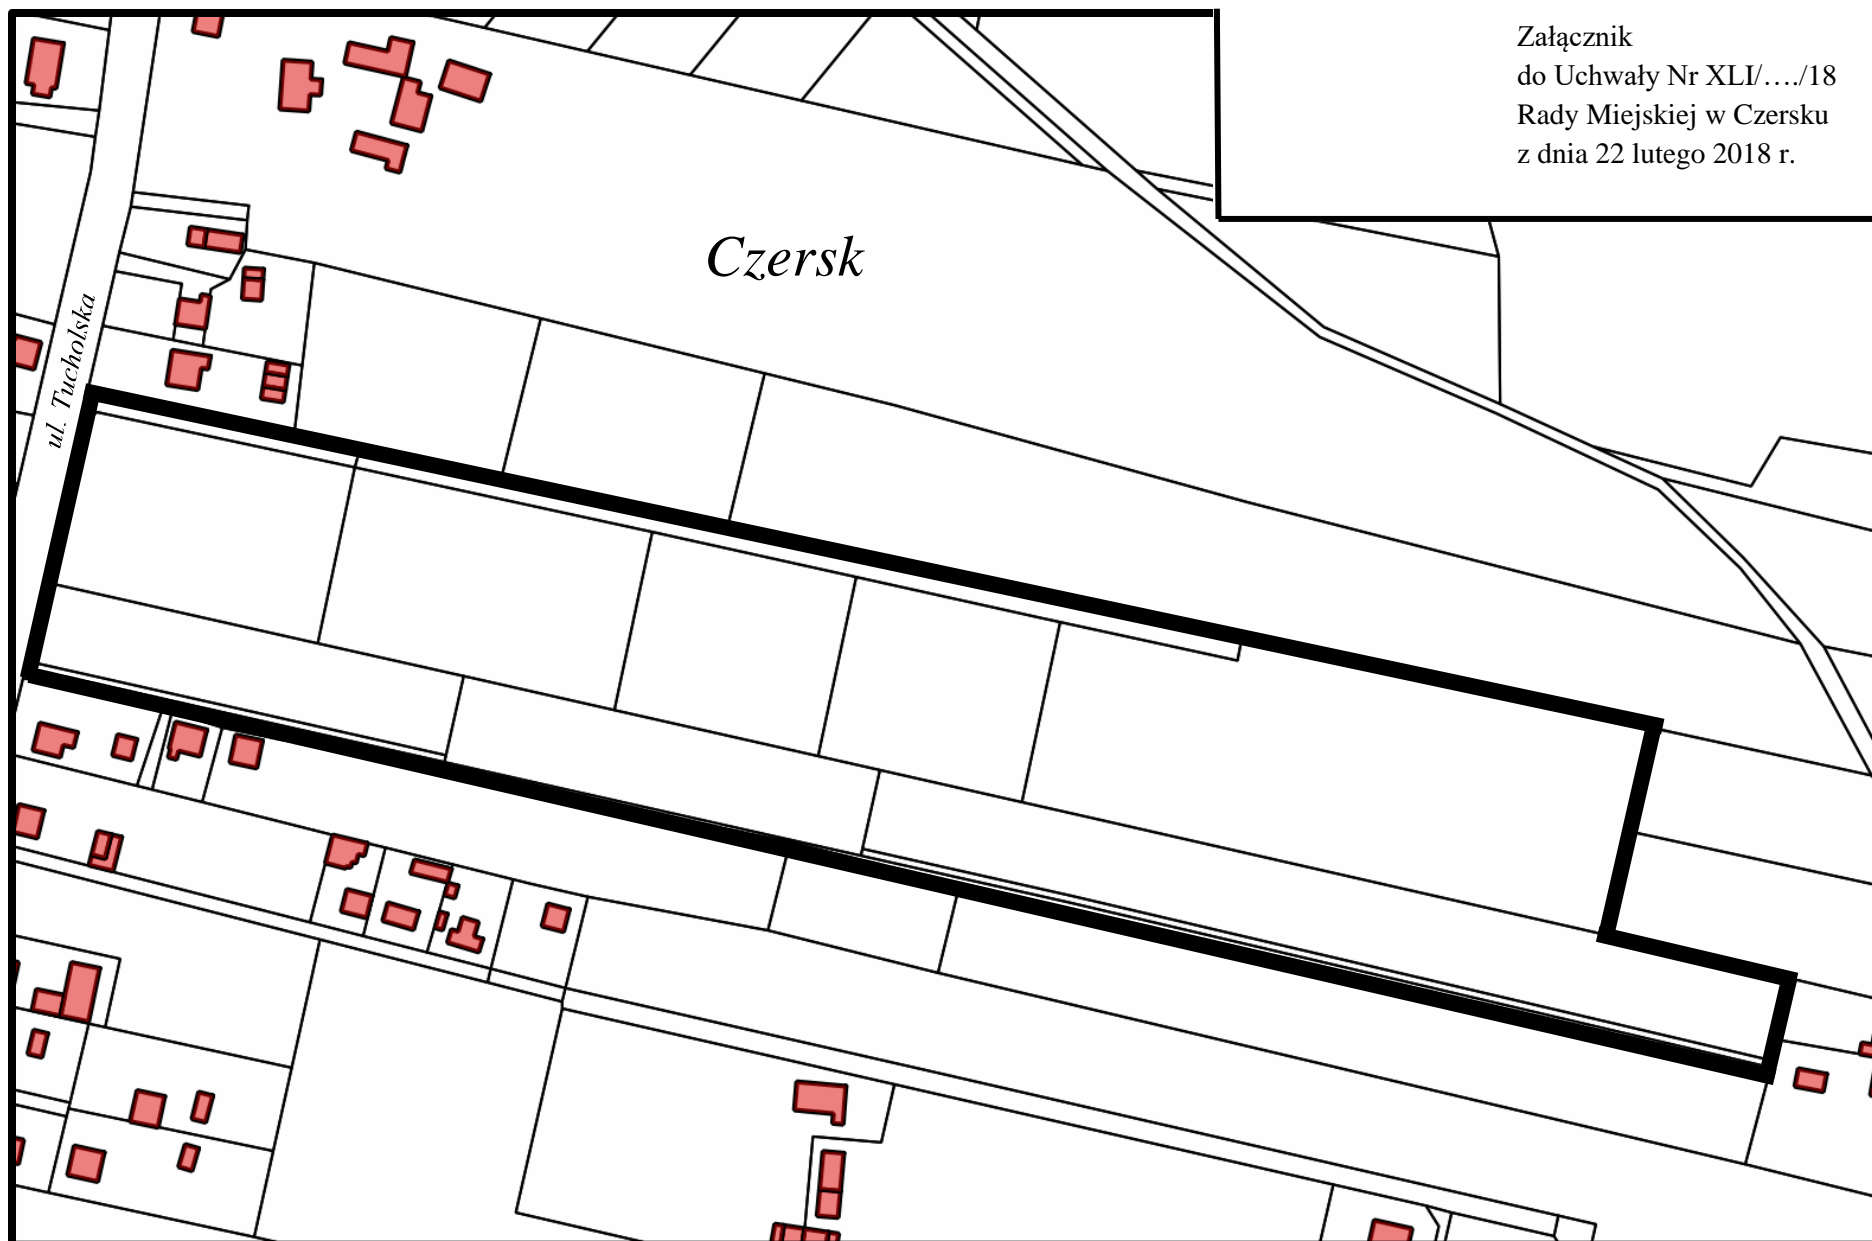 Załącznik
do Uchwały Nr XLI/…./18
Rady Miejskiej w Czersku
z dnia 22 lutego 2018 r.
Czersk
ul. Tucholska